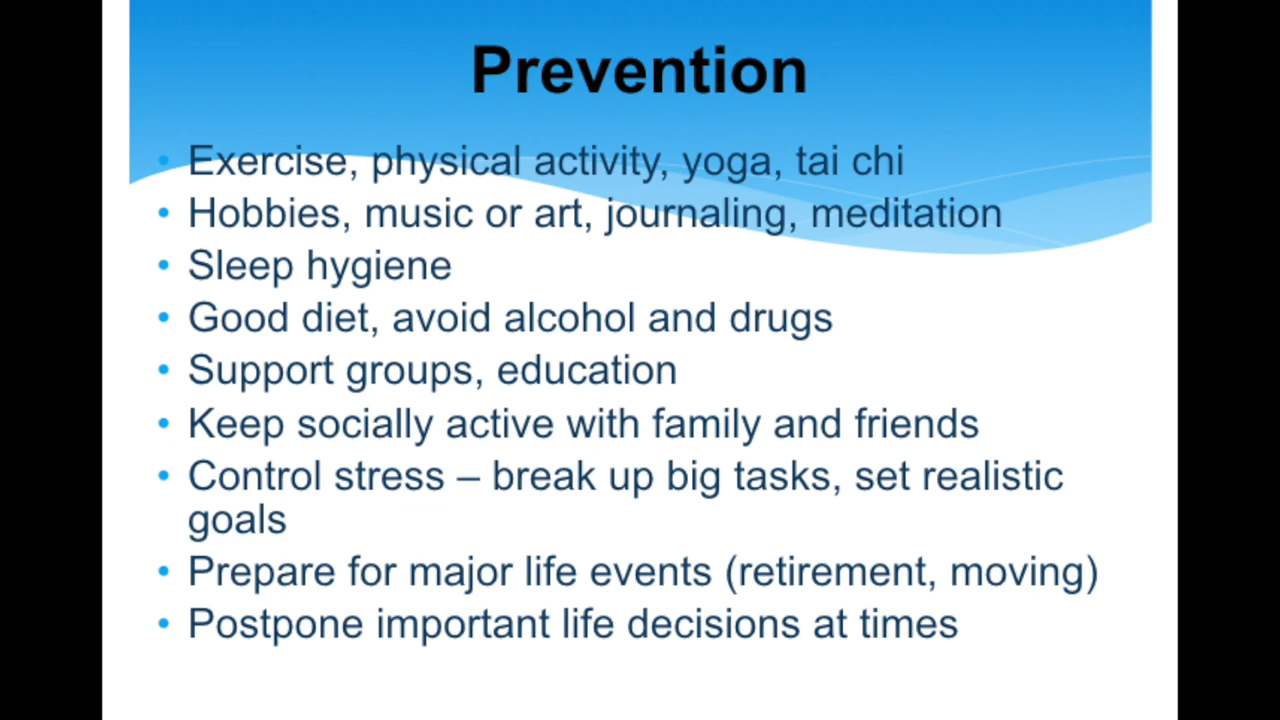 Prevention
• Exercise, physical activity, yoga, tai chi
• Hobbies, music or art, journaling, meditation
• Sleep hygiene
• Good diet, avoid alcohol and drugs
• Support groups, education
• Keep socially active with family and friends
• Control stress – break up big tasks, set realistic
goals
• Prepare for major life events (retirement, moving)
• Postpone important life decisions at times